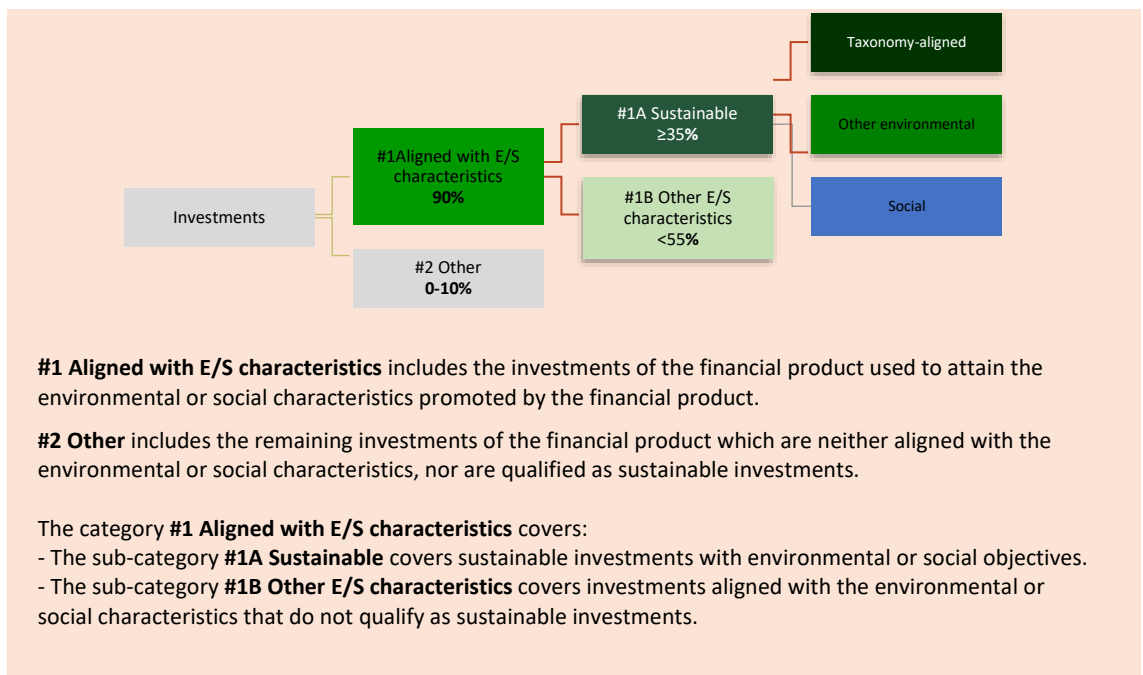 Taxonomy-aligned
#1A Sustainable
≥35%
Other environmental
#1Aligned with E/S
characteristics
90%
#1B Other E/S
characteristics
<55%
Social
Investments
#2 Other
0-10%
#1 Aligned with E/S characteristics includes the investments of the financial product used to attain the
environmental or social characteristics promoted by the financial product.
#2 Other includes the remaining investments of the financial product which are neither aligned with the
environmental or social characteristics, nor are qualified as sustainable investments.
The category #1 Aligned with E/S characteristics covers:
- The sub-category #1A Sustainable covers sustainable investments with environmental or social objectives.
- The sub-category #1B Other E/S characteristics covers investments aligned with the environmental or
social characteristics that do not qualify as sustainable investments.